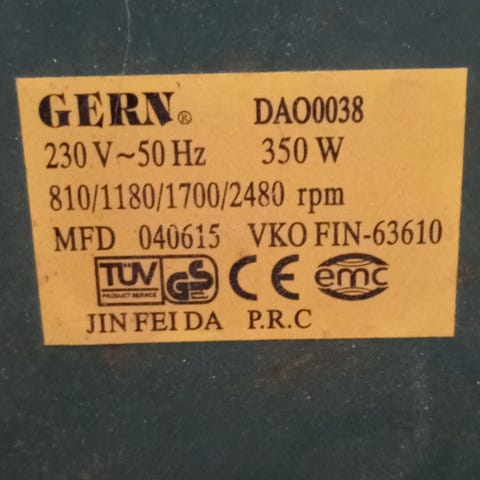 GERN® DAO0038
230 V~50 Hz 350 W
810/1180/1700/2480 rpm
MFD 040615 VKO FIN-63610
TÜV PRODUCT SERVICE GS CE emc
JIN FEI DA P.R.C